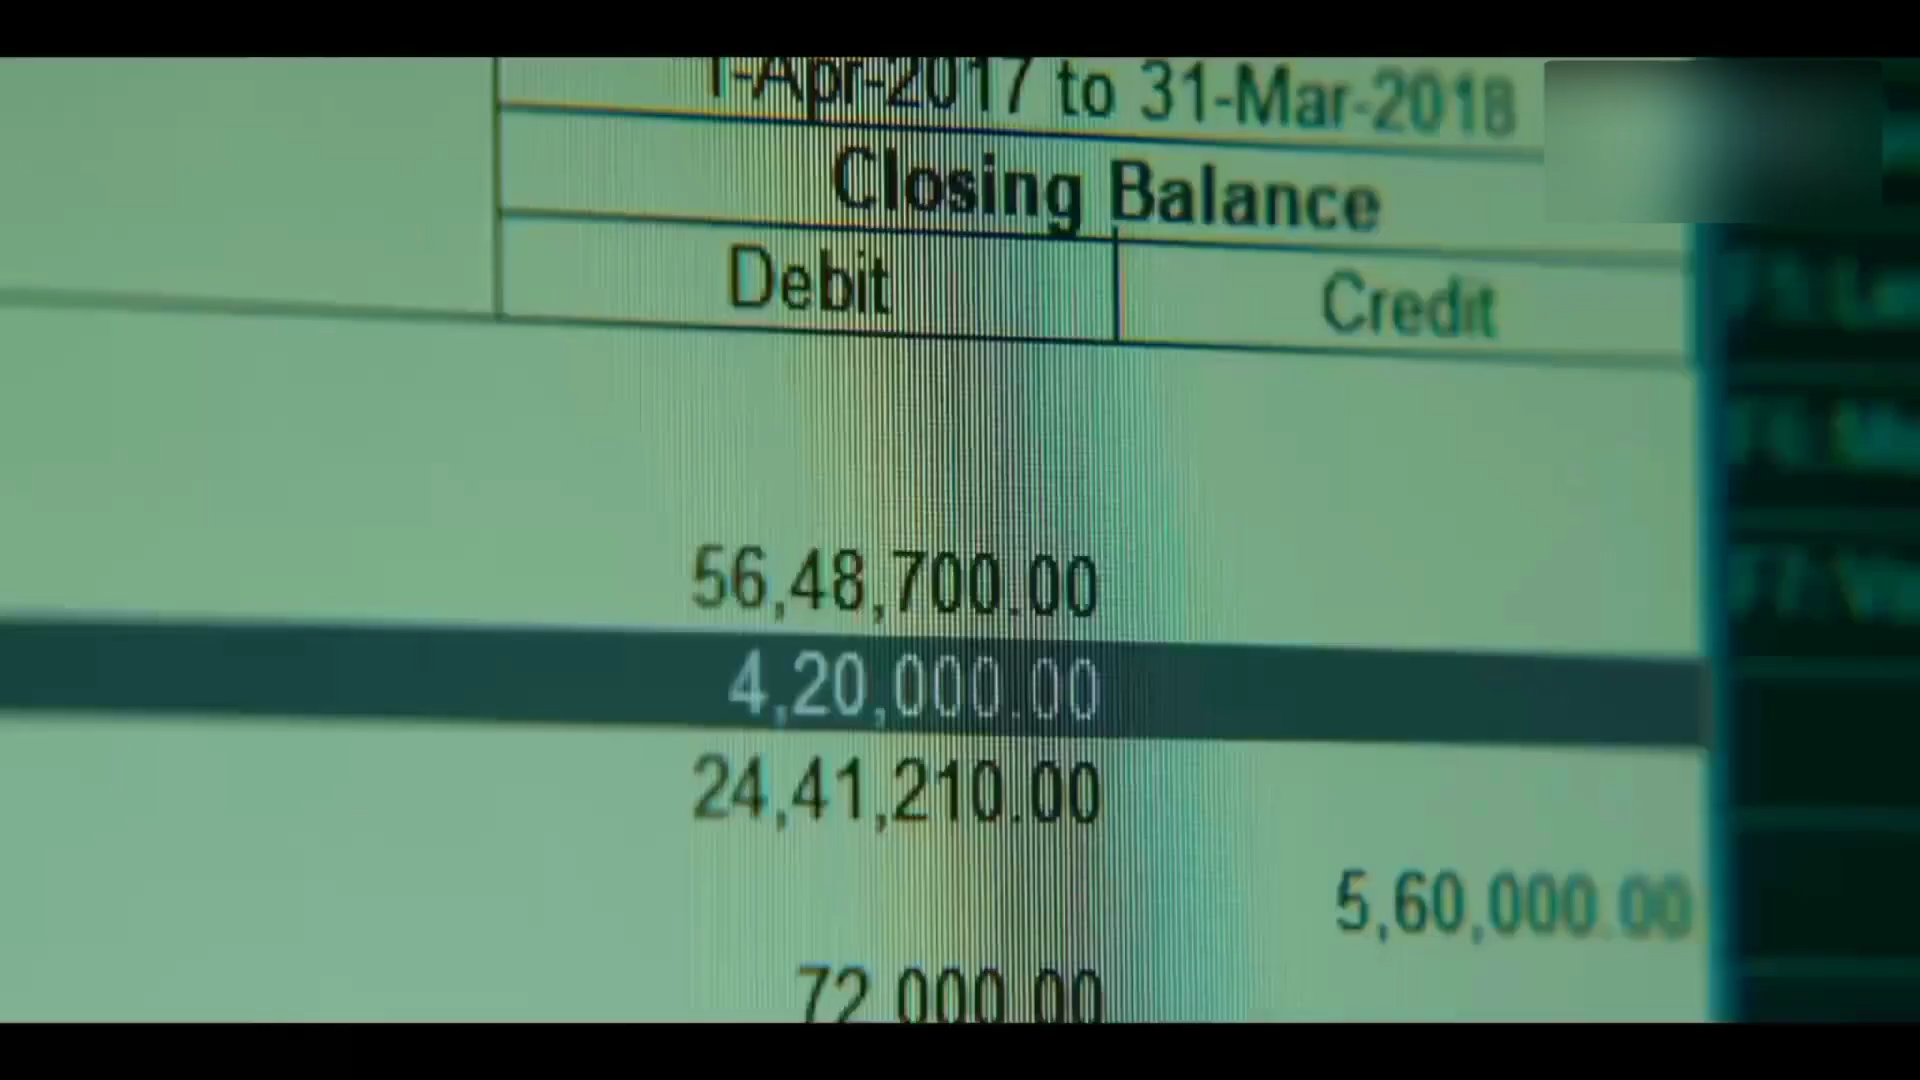 1-Apr-2017 to 31-Mar-2018
Closing Balance
Debit Credit
56,48,700.00
4,20,000.00
24,41,210.00
5,60,000.00
72,000.00